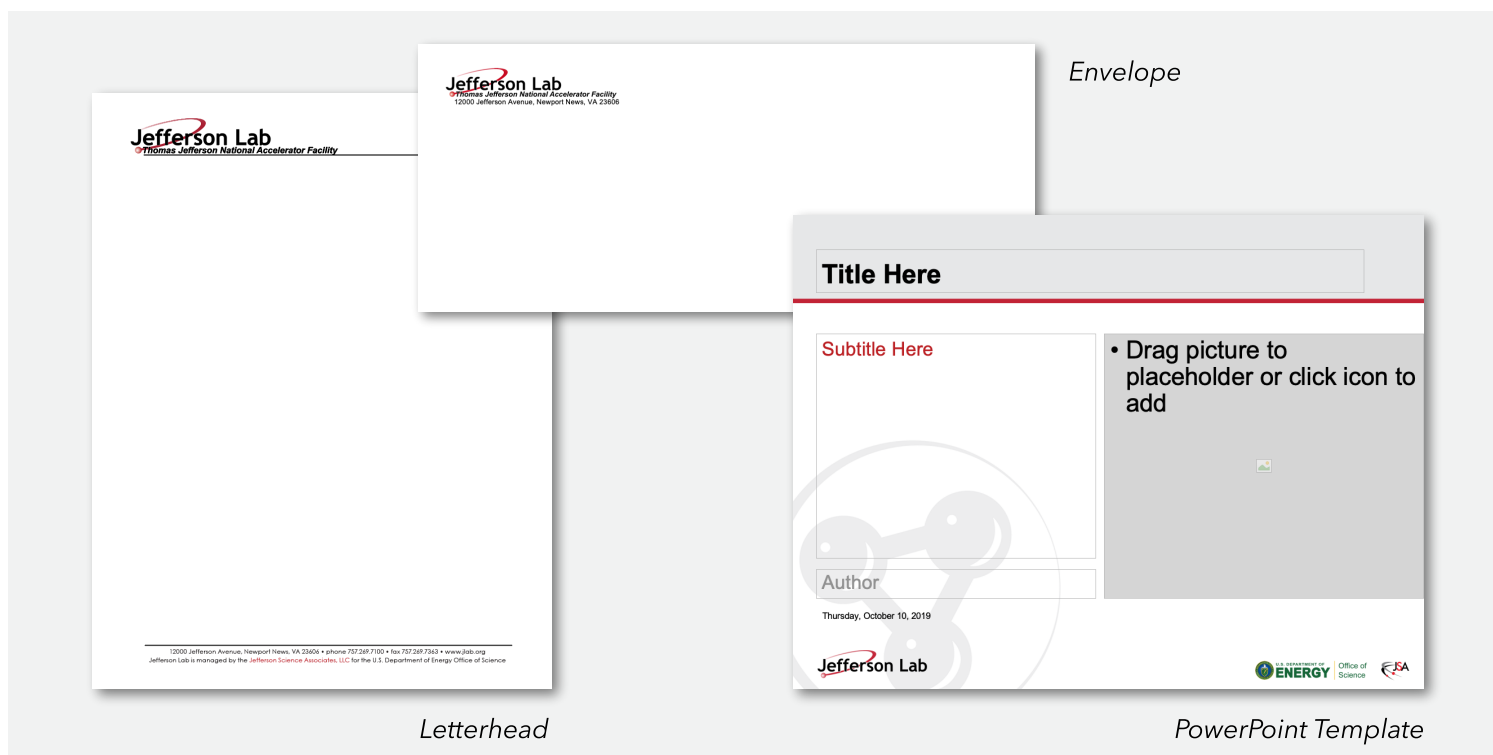 Envelope
Jefferson Lab
Thomas Jefferson National Accelerator Facility
12000 Jefferson Avenue, Newport News, VA 23606
Jefferson Lab
Thomas Jefferson National Accelerator Facility
12000 Jefferson Avenue, Newport News, VA 23606 • phone 757.269.7100 • fax 757.269.7363 • www.jlab.org
Jefferson Lab is managed by the Jefferson Science Associates, LLC for the U.S. Department of Energy Office of Science
Letterhead
Title Here
Subtitle Here
• Drag picture to
placeholder or click icon to
add
Author
Thursday, October 10, 2019
Jefferson Lab
U.S. DEPARTMENT OF
ENERGY
Office of
Science
JSA
PowerPoint Template